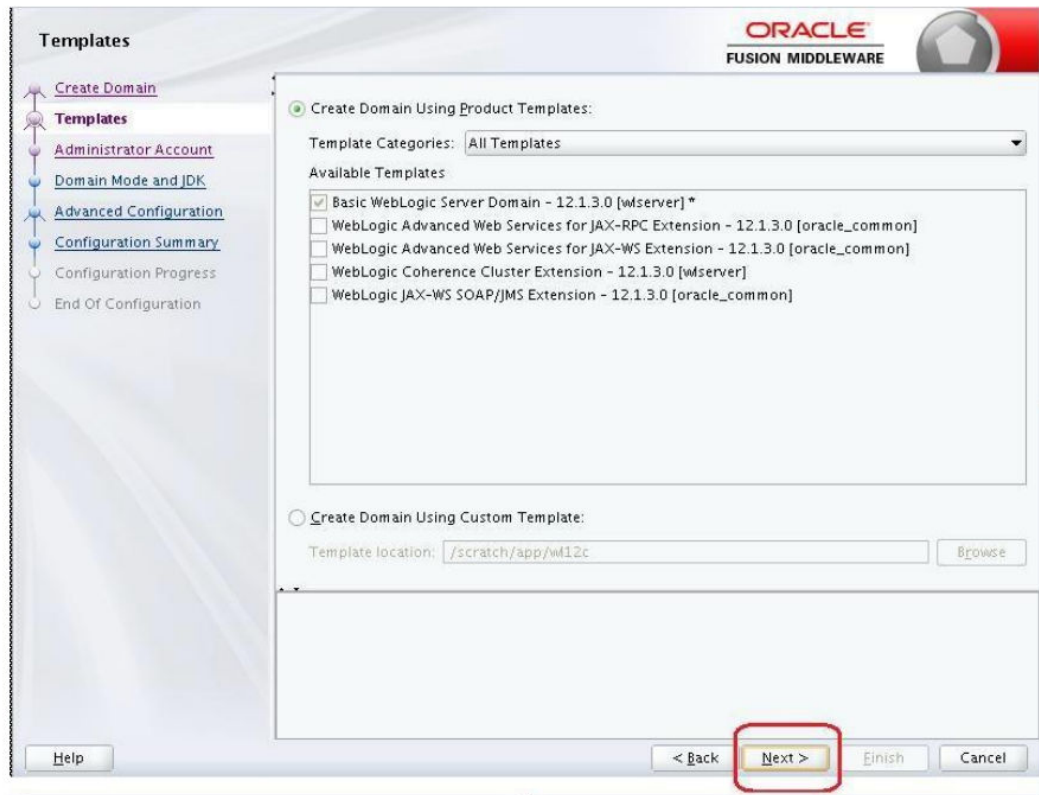 Templates
ORACLE
FUSION MIDDLEWARE
Create Domain
Templates
Administrator Account
Domain Mode and JDK
Advanced Configuration
Configuration Summary
Configuration Progress
End Of Configuration
Create Domain Using Product Templates:
Template Categories: All Templates
Available Templates
Basic WebLogic Server Domain - 12.1.3.0 [wlserver] *
WebLogic Advanced Web Services for JAX-RPC Extension - 12.1.3.0 [oracle_common]
WebLogic Advanced Web Services for JAX-WS Extension - 12.1.3.0 [oracle_common]
WebLogic Coherence Cluster Extension - 12.1.3.0 [wlserver]
WebLogic JAX-WS SOAP/JMS Extension - 12.1.3.0 [oracle_common]
Create Domain Using Custom Template:
Template location: /scratch/app/wl12c Browse
Help < Back Next > Finish Cancel